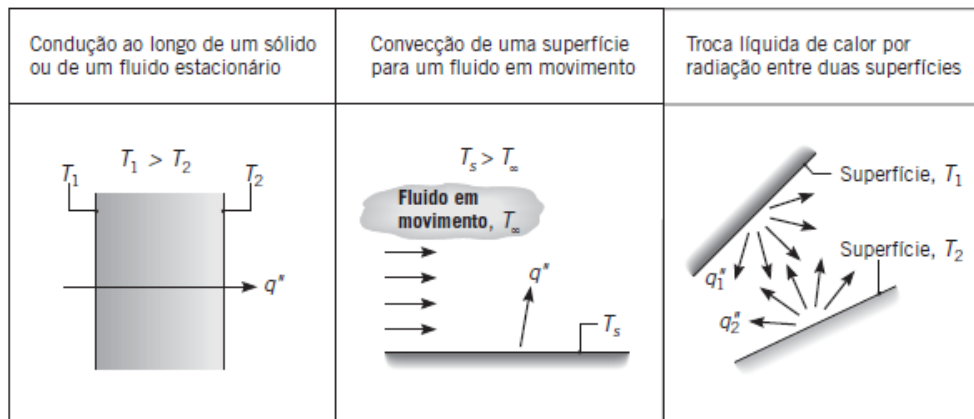 Condução ao longo de um sólido
ou de um fluido estacionário
Convecção de uma superfície
para um fluido em movimento
Troca líquida de calor por
radiação entre duas superfícies
T₁
T₁ > T₂
T₂
q"
Tₛ > T∞
Fluido em
movimento, T∞
q"
Tₛ
Superfície, T₁
Superfície, T₂
q₁"
q₂"